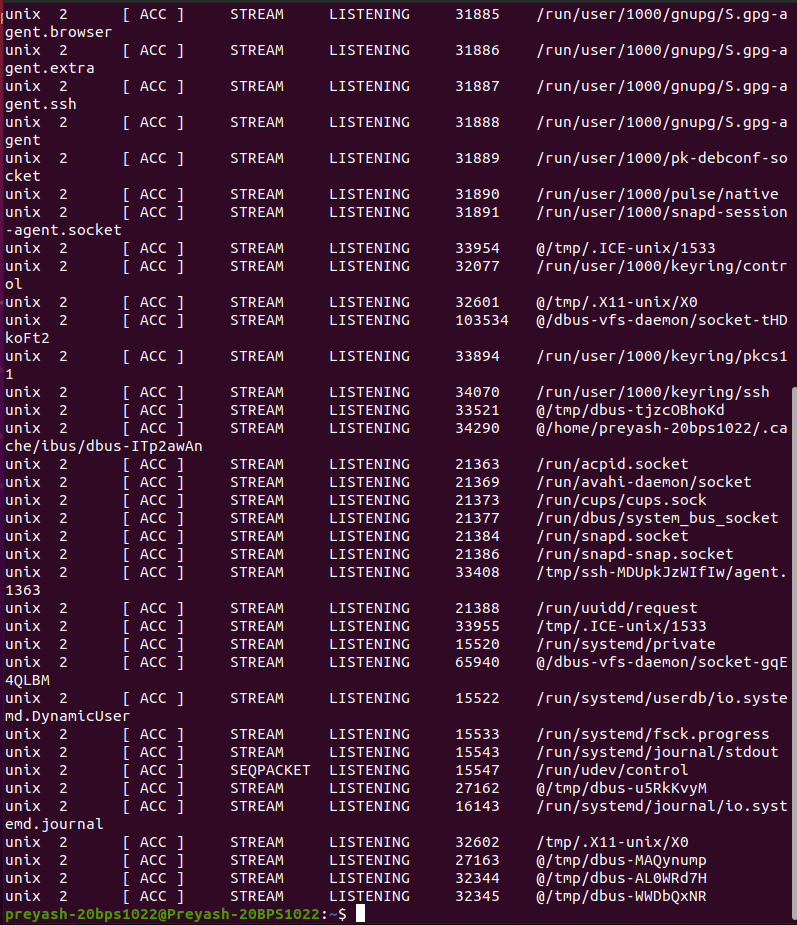 unix  2      [ ACC ]     STREAM     LISTENING     31885    /run/user/1000/gnupg/S.gpg-a
gent.browser
unix  2      [ ACC ]     STREAM     LISTENING     31886    /run/user/1000/gnupg/S.gpg-a
gent.extra
unix  2      [ ACC ]     STREAM     LISTENING     31887    /run/user/1000/gnupg/S.gpg-a
gent.ssh
unix  2      [ ACC ]     STREAM     LISTENING     31888    /run/user/1000/gnupg/S.gpg-a
gent
unix  2      [ ACC ]     STREAM     LISTENING     31889    /run/user/1000/pk-debconf-so
cket
unix  2      [ ACC ]     STREAM     LISTENING     31890    /run/user/1000/pulse/native
unix  2      [ ACC ]     STREAM     LISTENING     31891    /run/user/1000/snapd-session
-agent.socket
unix  2      [ ACC ]     STREAM     LISTENING     33954    @/tmp/.ICE-unix/1533
unix  2      [ ACC ]     STREAM     LISTENING     32077    /run/user/1000/keyring/contr
ol
unix  2      [ ACC ]     STREAM     LISTENING     32601    @/tmp/.X11-unix/X0
unix  2      [ ACC ]     STREAM     LISTENING     103534   @/dbus-vfs-daemon/socket-tHD
koFt2
unix  2      [ ACC ]     STREAM     LISTENING     33894    /run/user/1000/keyring/pkcs1
1
unix  2      [ ACC ]     STREAM     LISTENING     34070    /run/user/1000/keyring/ssh
unix  2      [ ACC ]     STREAM     LISTENING     33521    @/tmp/dbus-tjzcOBhoKd
unix  2      [ ACC ]     STREAM     LISTENING     34290    @/home/preyash-20bps1022/.ca
che/ibus/dbus-ITp2awAn
unix  2      [ ACC ]     STREAM     LISTENING     21363    /run/acpid.socket
unix  2      [ ACC ]     STREAM     LISTENING     21369    /run/avahi-daemon/socket
unix  2      [ ACC ]     STREAM     LISTENING     21373    /run/cups/cups.sock
unix  2      [ ACC ]     STREAM     LISTENING     21377    /run/dbus/system_bus_socket
unix  2      [ ACC ]     STREAM     LISTENING     21384    /run/snapd.socket
unix  2      [ ACC ]     STREAM     LISTENING     21386    /run/snapd-snap.socket
unix  2      [ ACC ]     STREAM     LISTENING     33408    /tmp/ssh-MDUpkJzWIfIw/agent.
1363
unix  2      [ ACC ]     STREAM     LISTENING     21388    /run/uuidd/request
unix  2      [ ACC ]     STREAM     LISTENING     33955    /tmp/.ICE-unix/1533
unix  2      [ ACC ]     STREAM     LISTENING     15520    /run/systemd/private
unix  2      [ ACC ]     STREAM     LISTENING     65940    @/dbus-vfs-daemon/socket-gqE
4QLBM
unix  2      [ ACC ]     STREAM     LISTENING     15522    /run/systemd/userdb/io.syste
md.DynamicUser
unix  2      [ ACC ]     STREAM     LISTENING     15533    /run/systemd/fsck.progress
unix  2      [ ACC ]     STREAM     LISTENING     15543    /run/systemd/journal/stdout
unix  2      [ ACC ]     SEQPACKET  LISTENING     15547    /run/udev/control
unix  2      [ ACC ]     STREAM     LISTENING     27162    @/tmp/dbus-u5RkKvyM
unix  2      [ ACC ]     STREAM     LISTENING     16143    /run/systemd/journal/io.syst
emd.journal
unix  2      [ ACC ]     STREAM     LISTENING     32602    /tmp/.X11-unix/X0
unix  2      [ ACC ]     STREAM     LISTENING     27163    @/tmp/dbus-MAQynump
unix  2      [ ACC ]     STREAM     LISTENING     32344    @/tmp/dbus-AL0WRd7H
unix  2      [ ACC ]     STREAM     LISTENING     32345    @/tmp/dbus-WWDbQxNR
preyash-20bps1022@Preyash-20BPS1022:~$